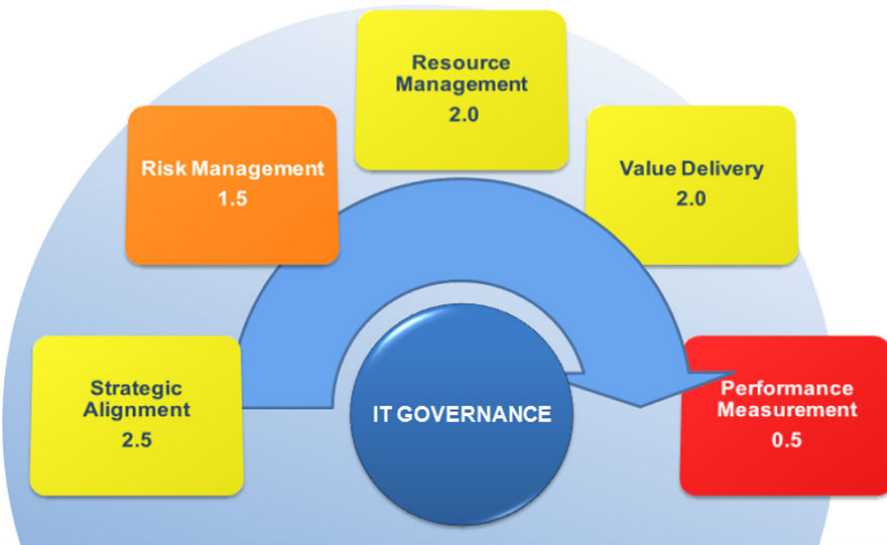 Resource
Management
2.0
Risk Management
1.5
Value Delivery
2.0
Strategic
Alignment
2.5
IT GOVERNANCE
Performance
Measurement
0.5